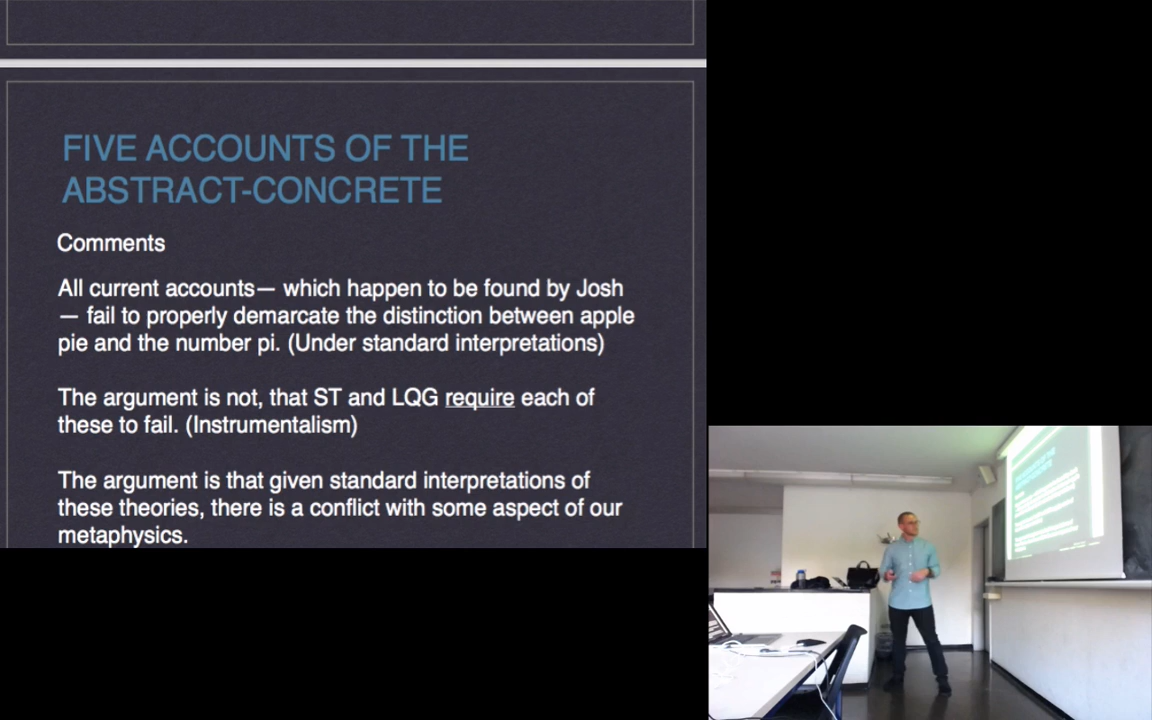 FIVE ACCOUNTS OF THE
ABSTRACT-CONCRETE
Comments
All current accounts— which happen to be found by Josh
— fail to properly demarcate the distinction between apple
pie and the number pi. (Under standard interpretations)
The argument is not, that ST and LQG require each of
these to fail. (Instrumentalism)
The argument is that given standard interpretations of
these theories, there is a conflict with some aspect of our
metaphysics.